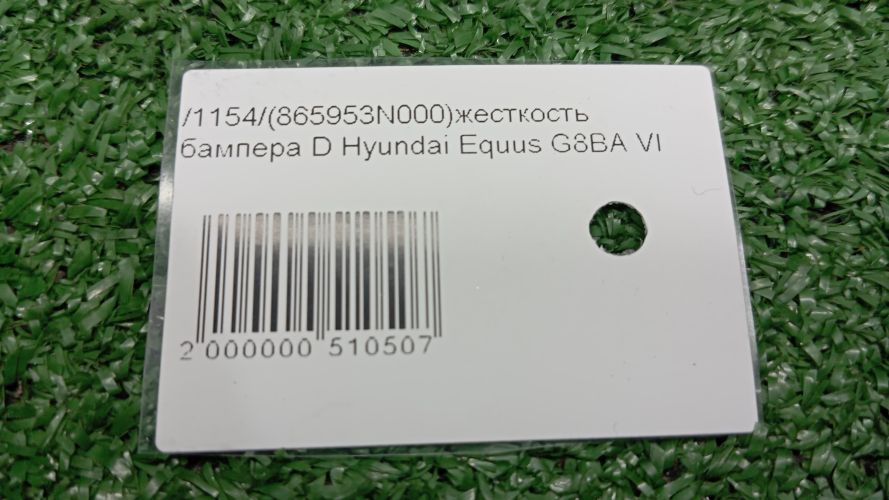 /1154/(865953N000)жесткость
бампера D Hyundai Equus G8BA VI
2 000000 510507